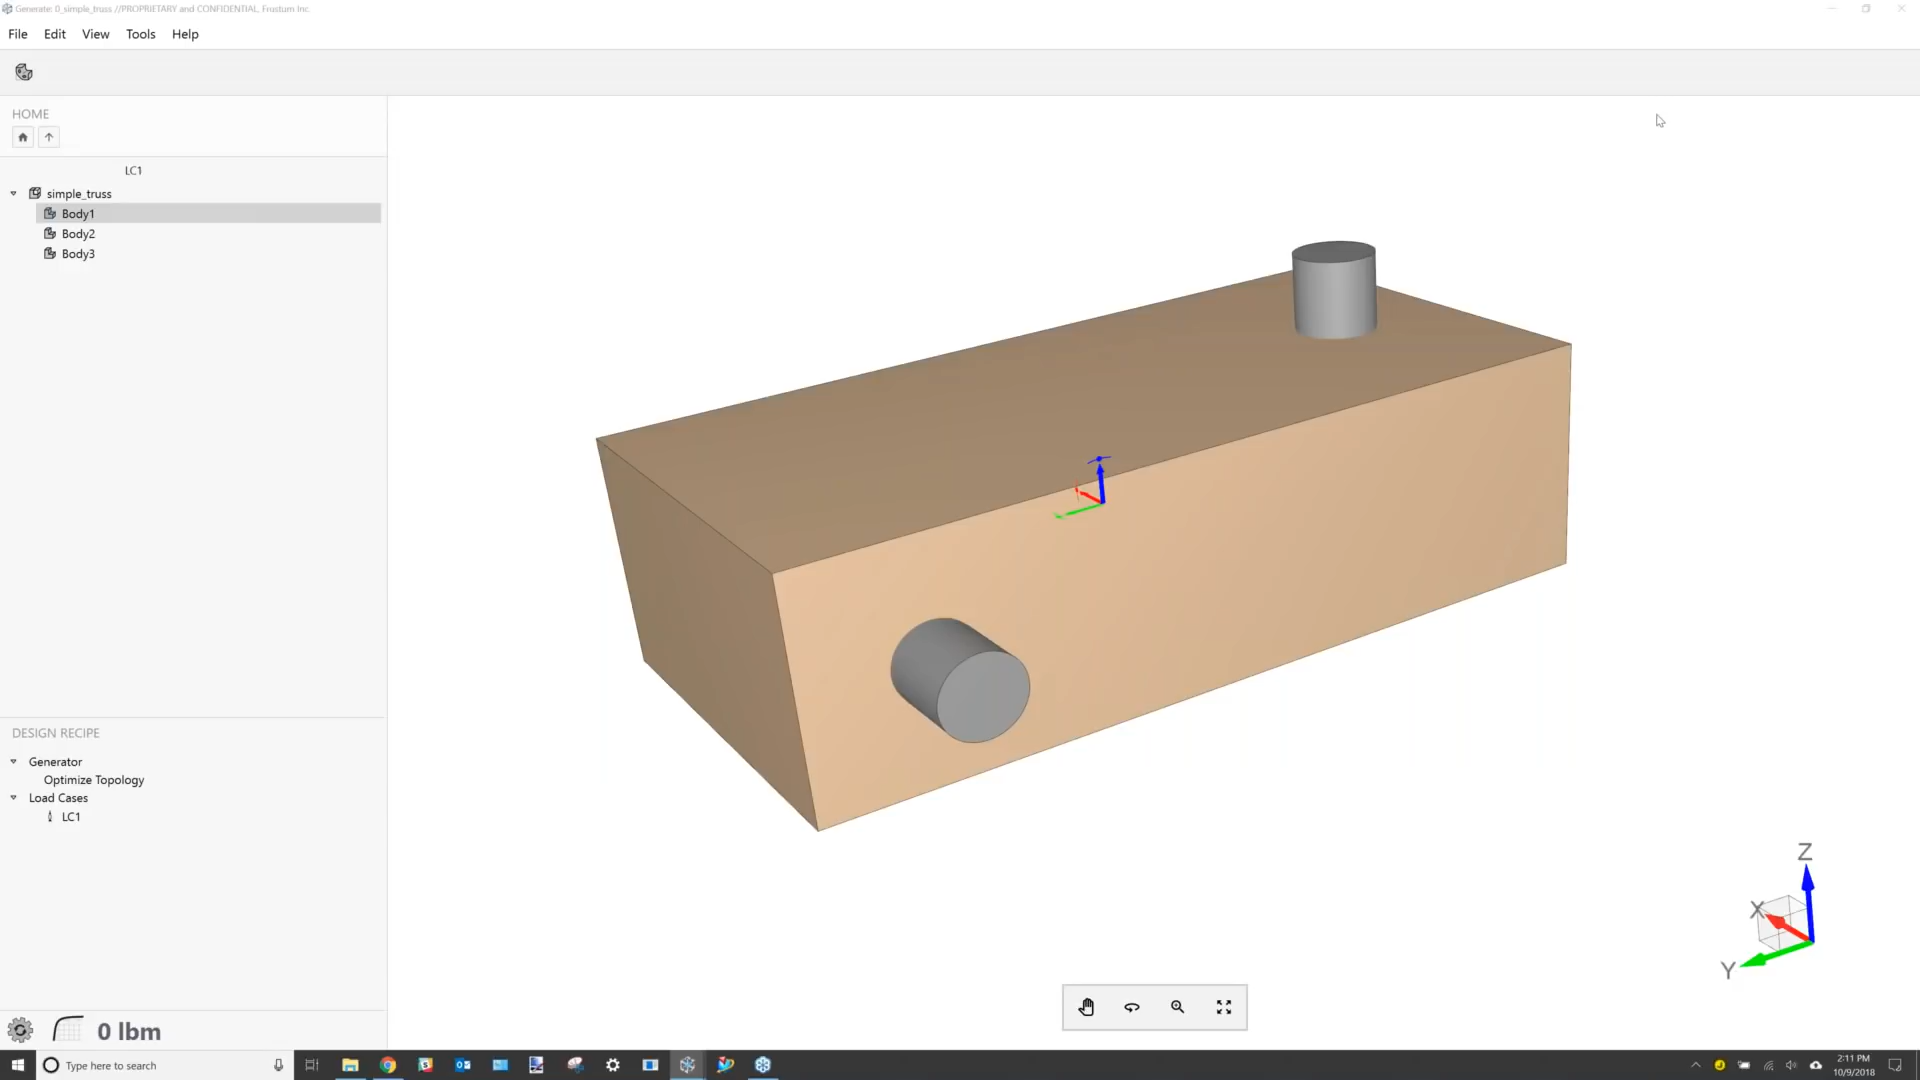 Generate: 0_simple_truss //PROPRIETARY and CONFIDENTIAL, Frustum Inc.
File Edit View Tools Help
HOME
LC1
simple_truss
Body1
Body2
Body3
DESIGN RECIPE
Generator
Optimize Topology
Load Cases
LC1
0 lbm
Z
X
Y
Type here to search
2:11 PM
10/9/2018